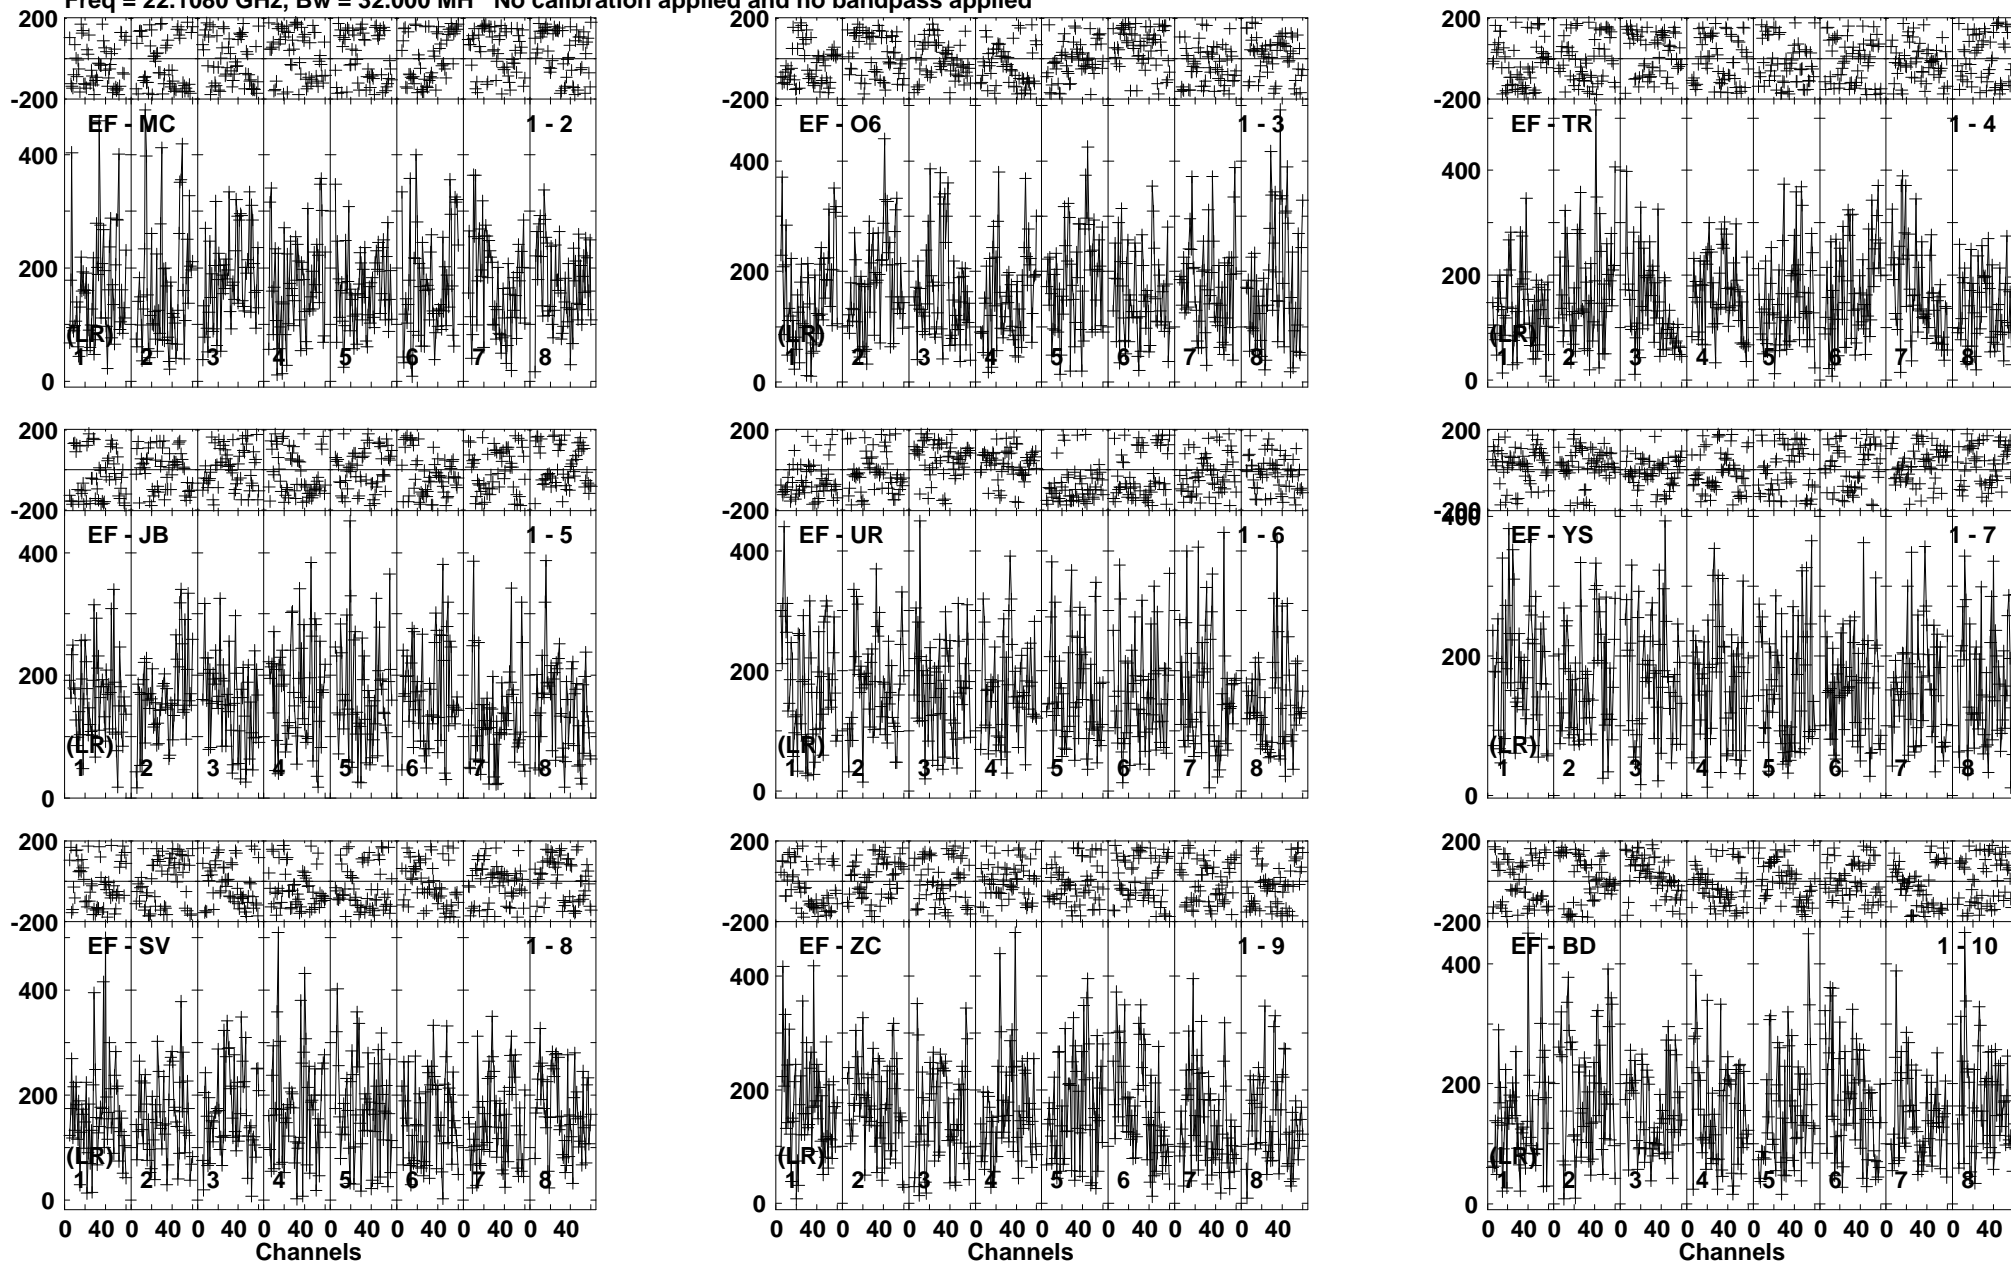 Freq = 22.1080 GHz, Bw = 32.000 MH No calibration applied and no bandpass applied
200 200 200
-200 -200 -200
EF - MC 1 - 2 EF - O6 1 - 3 EF - TR 1 - 4
400 400 400
200 200 200
(LR) (LR) (LR)
1 2 3 4 5 6 7 8 1 2 3 4 5 6 7 8 1 2 3 4 5 6 7 8
0 0 0
200 200 200
-200 -200 -200
400
EF - JB 1 - 5 EF - UR 1 - 6 EF - YS 1 - 7
400 400
200 200 200
(LR) (LR) (LR)
1 2 3 4 5 6 7 8 1 2 3 4 5 6 7 8 1 2 3 4 5 6 7 8
0 0 0
200 200 200
-200 -200 -200
EF - SV 1 - 8 EF - ZC 1 - 9 EF - BD 1 - 10
400 400 400
200 200 200
(LR) (LR) (LR)
1 2 3 4 5 6 7 8 1 2 3 4 5 6 7 8 1 2 3 4 5 6 7 8
0 0 0
0 40 0 40 0 40 0 40 0 40 0 40 0 40 0 40 0 40 0 40 0 40 0 40 0 40 0 40 0 40 0 40 0 40 0 40 0 40 0 40 0 40 0 40 0 40 0 40
Channels Channels Channels